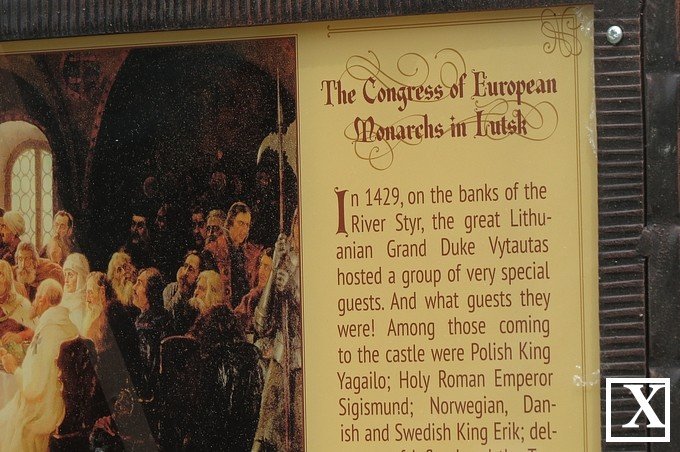 The Congress of European
Monarchs in Lutsk
In 1429, on the banks of the
River Styr, the great Lithu-
anian Grand Duke Vytautas
hosted a group of very special
guests. And what guests they
were! Among those coming
to the castle were Polish King
Yagailo; Holy Roman Emperor
Sigismund; Norwegian, Dan-
ish and Swedish King Erik; del-
X